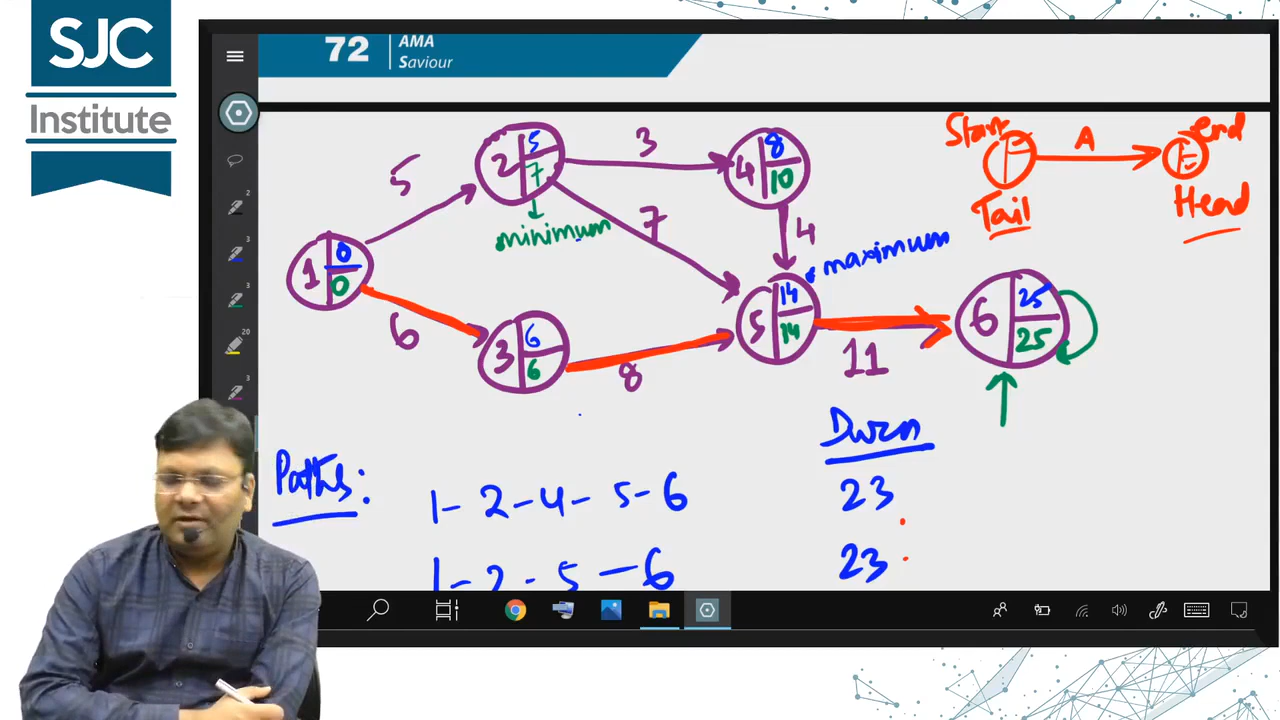 SJC
Institute
72
AMA
Saviour
Start
A
end
Tail
Head
5
2 5 7
3
4 8 10
minimum
7
4
maximum
1 0 0
6
3 6 6
8
5 14 14
11
6 25 25
Paths:
Durn
1-2-4-5-6
23
1-2-5-6
23